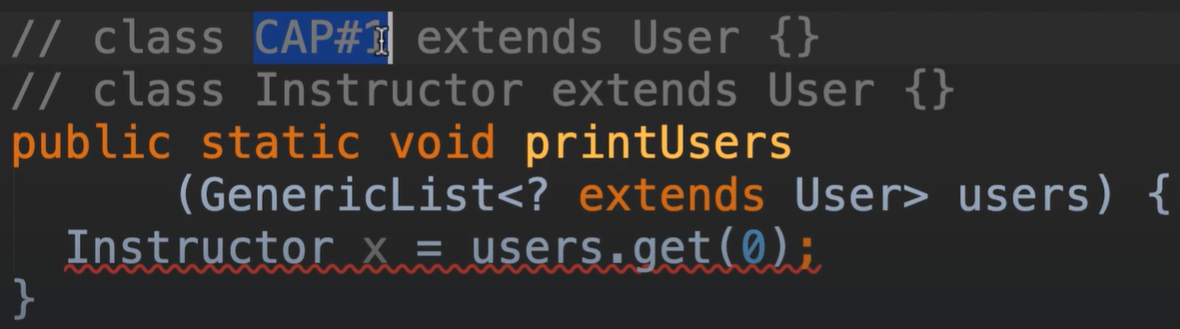 // class CAP#1 extends User {}
// class Instructor extends User {}
public static void printUsers
(GenericList<? extends User> users) {
Instructor x = users.get(0);
}